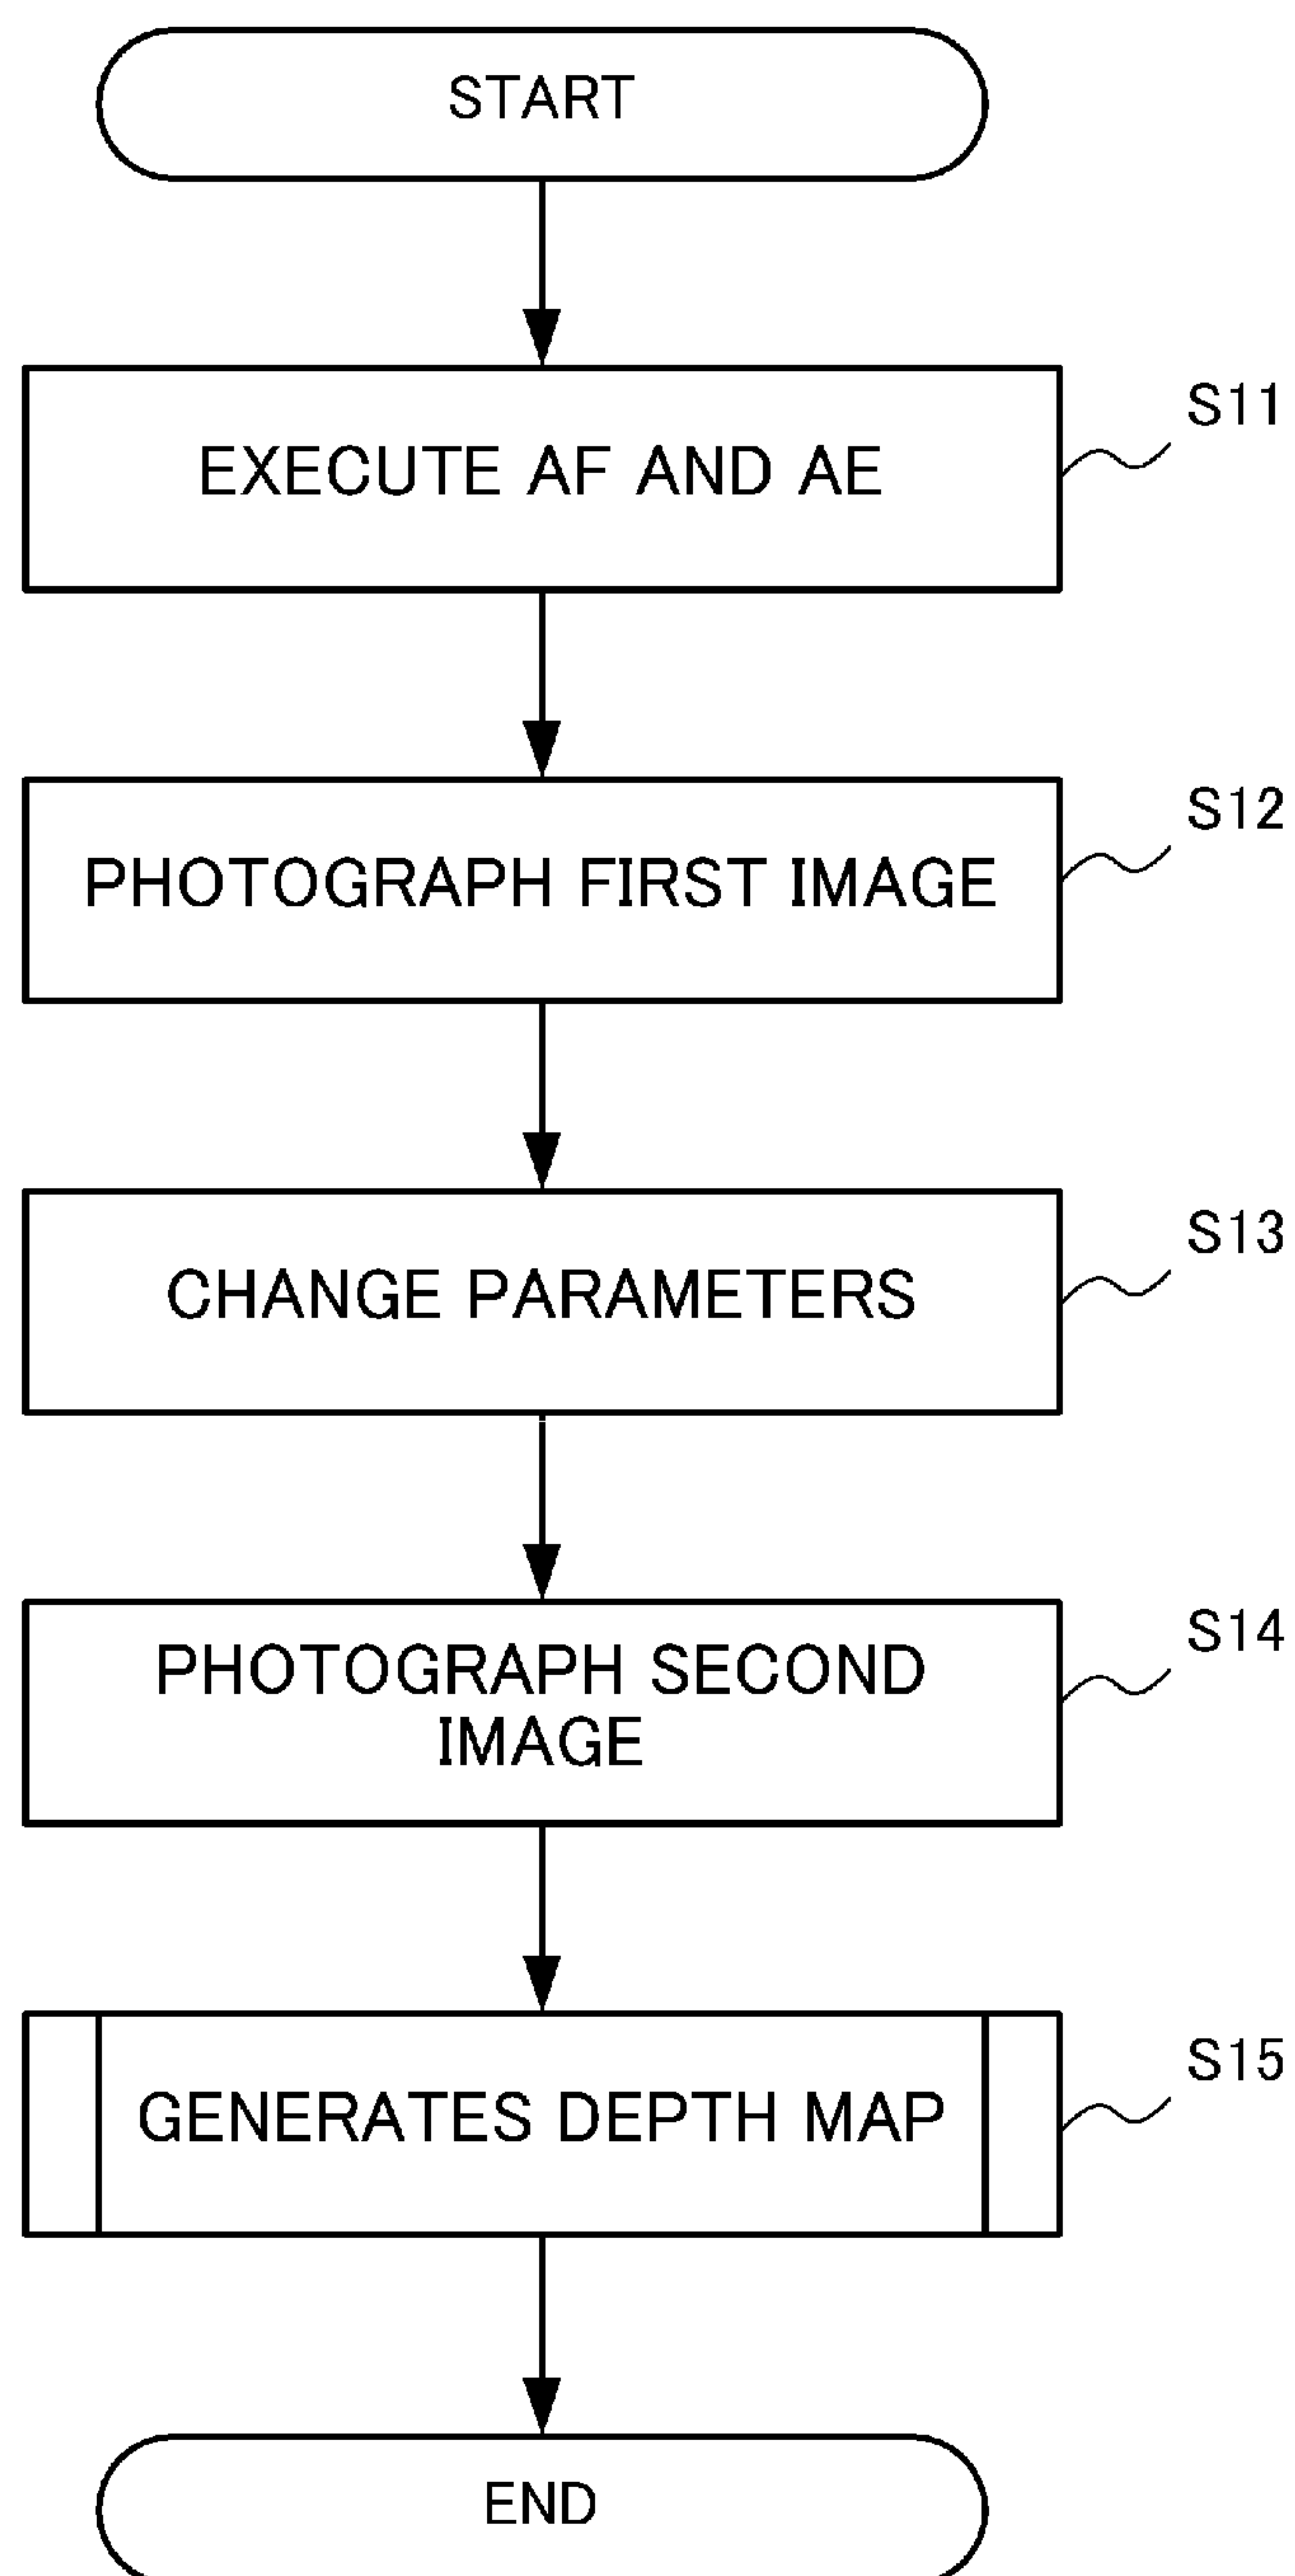 START
EXECUTE AF AND AE
S11
PHOTOGRAPH FIRST IMAGE
S12
CHANGE PARAMETERS
S13
PHOTOGRAPH SECOND
IMAGE
S14
GENERATES DEPTH MAP
S15
END